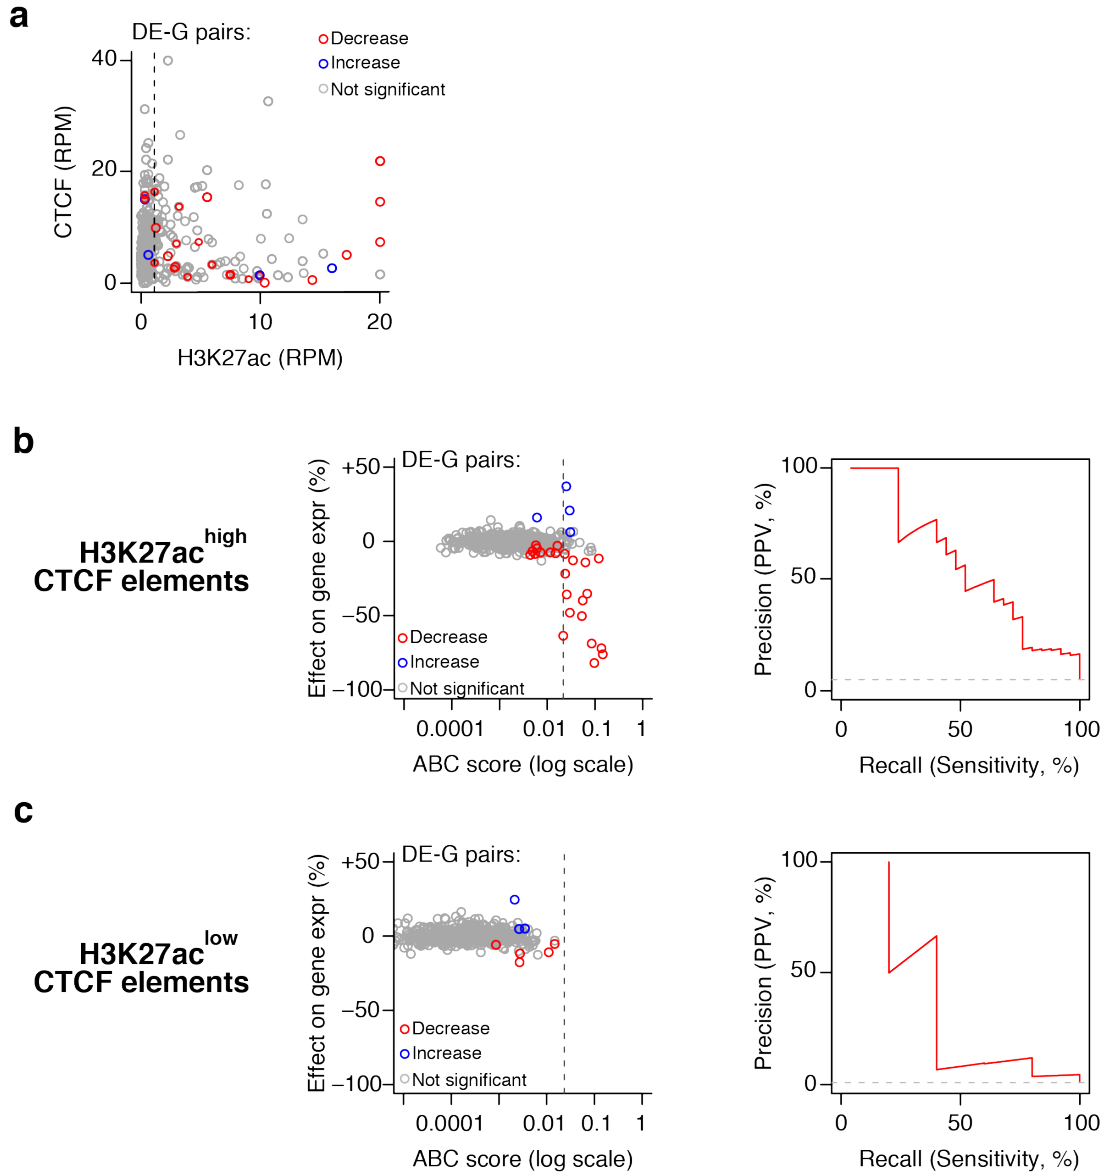 a
DE-G pairs:
Decrease
Increase
Not significant
40
20
0
CTCF (RPM)
0 10 20
H3K27ac (RPM)
b
H3K27ac^high
CTCF elements
DE-G pairs:
+50
0
−50
−100
Effect on gene expr (%)
Decrease
Increase
Not significant
0.0001 0.01 0.1 1
ABC score (log scale)
100
50
0
Precision (PPV, %)
0 50 100
Recall (Sensitivity, %)
c
H3K27ac^low
CTCF elements
DE-G pairs:
+50
0
−50
−100
Effect on gene expr (%)
Decrease
Increase
Not significant
0.0001 0.01 0.1 1
ABC score (log scale)
100
50
0
Precision (PPV, %)
0 50 100
Recall (Sensitivity, %)